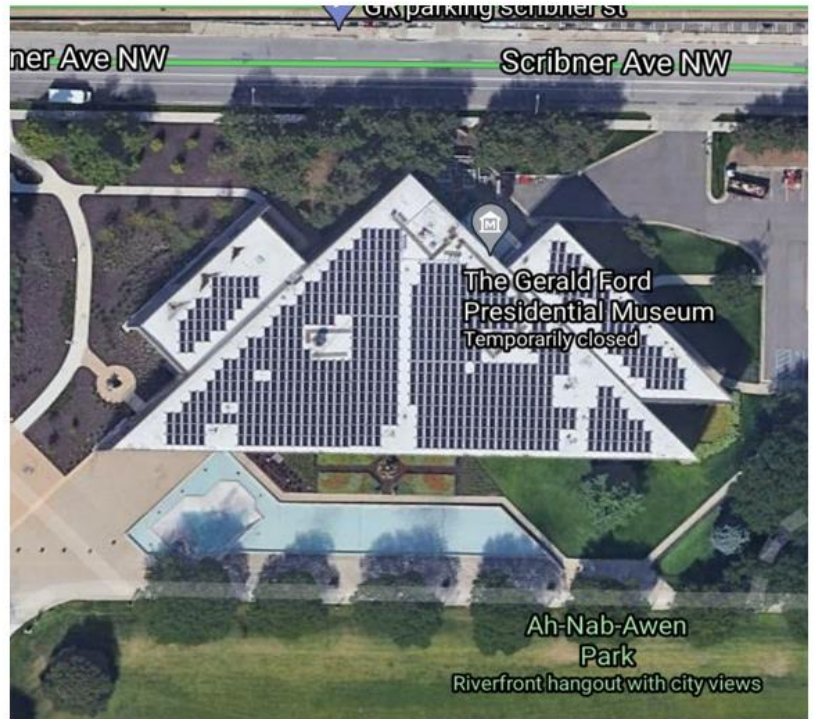 GR parking scribner st
ner Ave NW
Scribner Ave NW
The Gerald Ford
Presidential Museum
Temporarily closed
Ah-Nab-Awen
Park
Riverfront hangout with city views